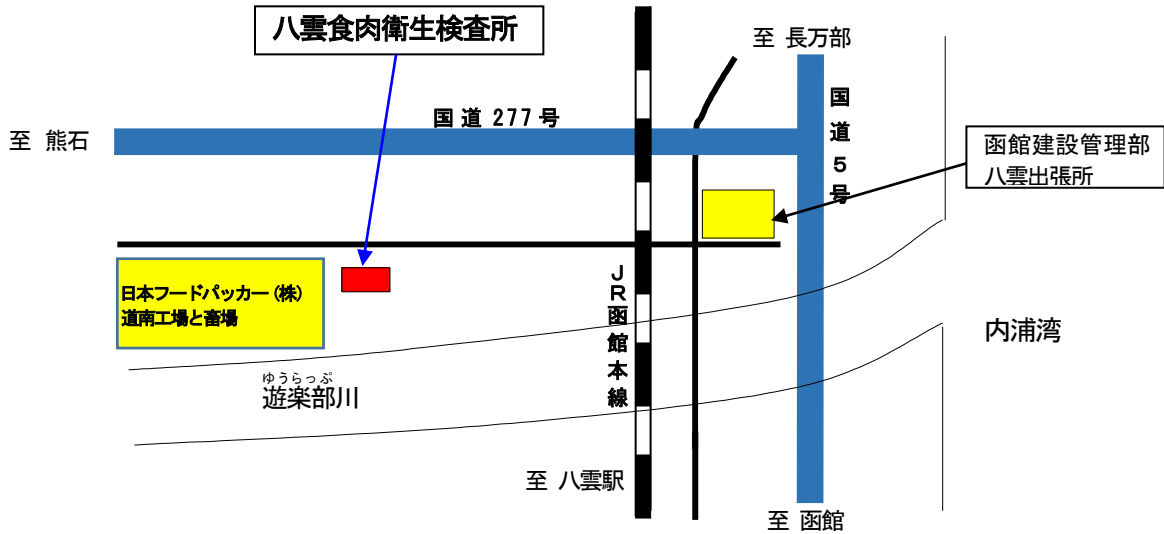 八雲食肉衛生検査所
至 長万部
国道277号
国道5号
至 熊石
函館建設管理部
八雲出張所
日本フードパッカー(株)
道南工場と畜場
JR函館本線
内浦湾
ゆうらっぷ
遊楽部川
至 八雲駅
至 函館